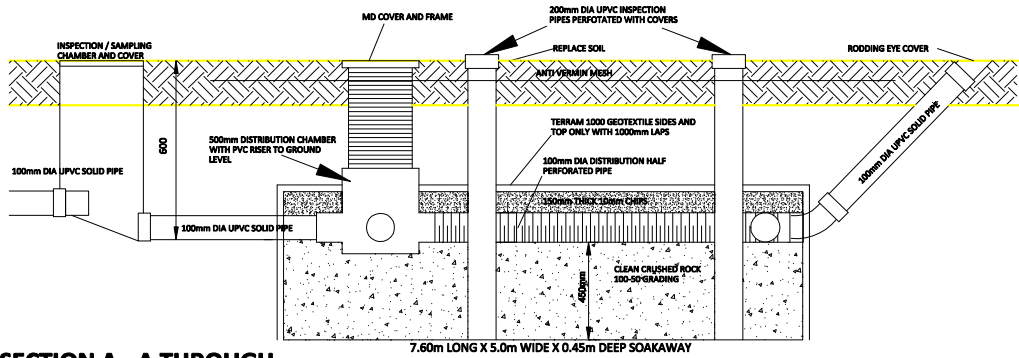 200mm DIA UPVC INSPECTION
PIPES PERFOTATED WITH COVERS
MD COVER AND FRAME
INSPECTION / SAMPLING
CHAMBER AND COVER
REPLACE SOIL
RODDING EYE COVER
ANTI VERMIN MESH
TERRAM 1000 GEOTEXTILE SIDES AND
TOP ONLY WITH 1000mm LAPS
600
500mm DISTRIBUTION CHAMBER
WITH PVC RISER TO GROUND
LEVEL
100mm DIA UPVC SOLID PIPE
100mm DIA DISTRIBUTION HALF
PERFORATED PIPE
100mm DIA UPVC SOLID PIPE
150mm THICK 10mm CHIPS
100mm DIA UPVC SOLID PIPE
CLEAN CRUSHED ROCK
100-50 GRADING
450mm
7.60m LONG X 5.0m WIDE X 0.45m DEEP SOAKAWAY
SECTION A - A THROUGH